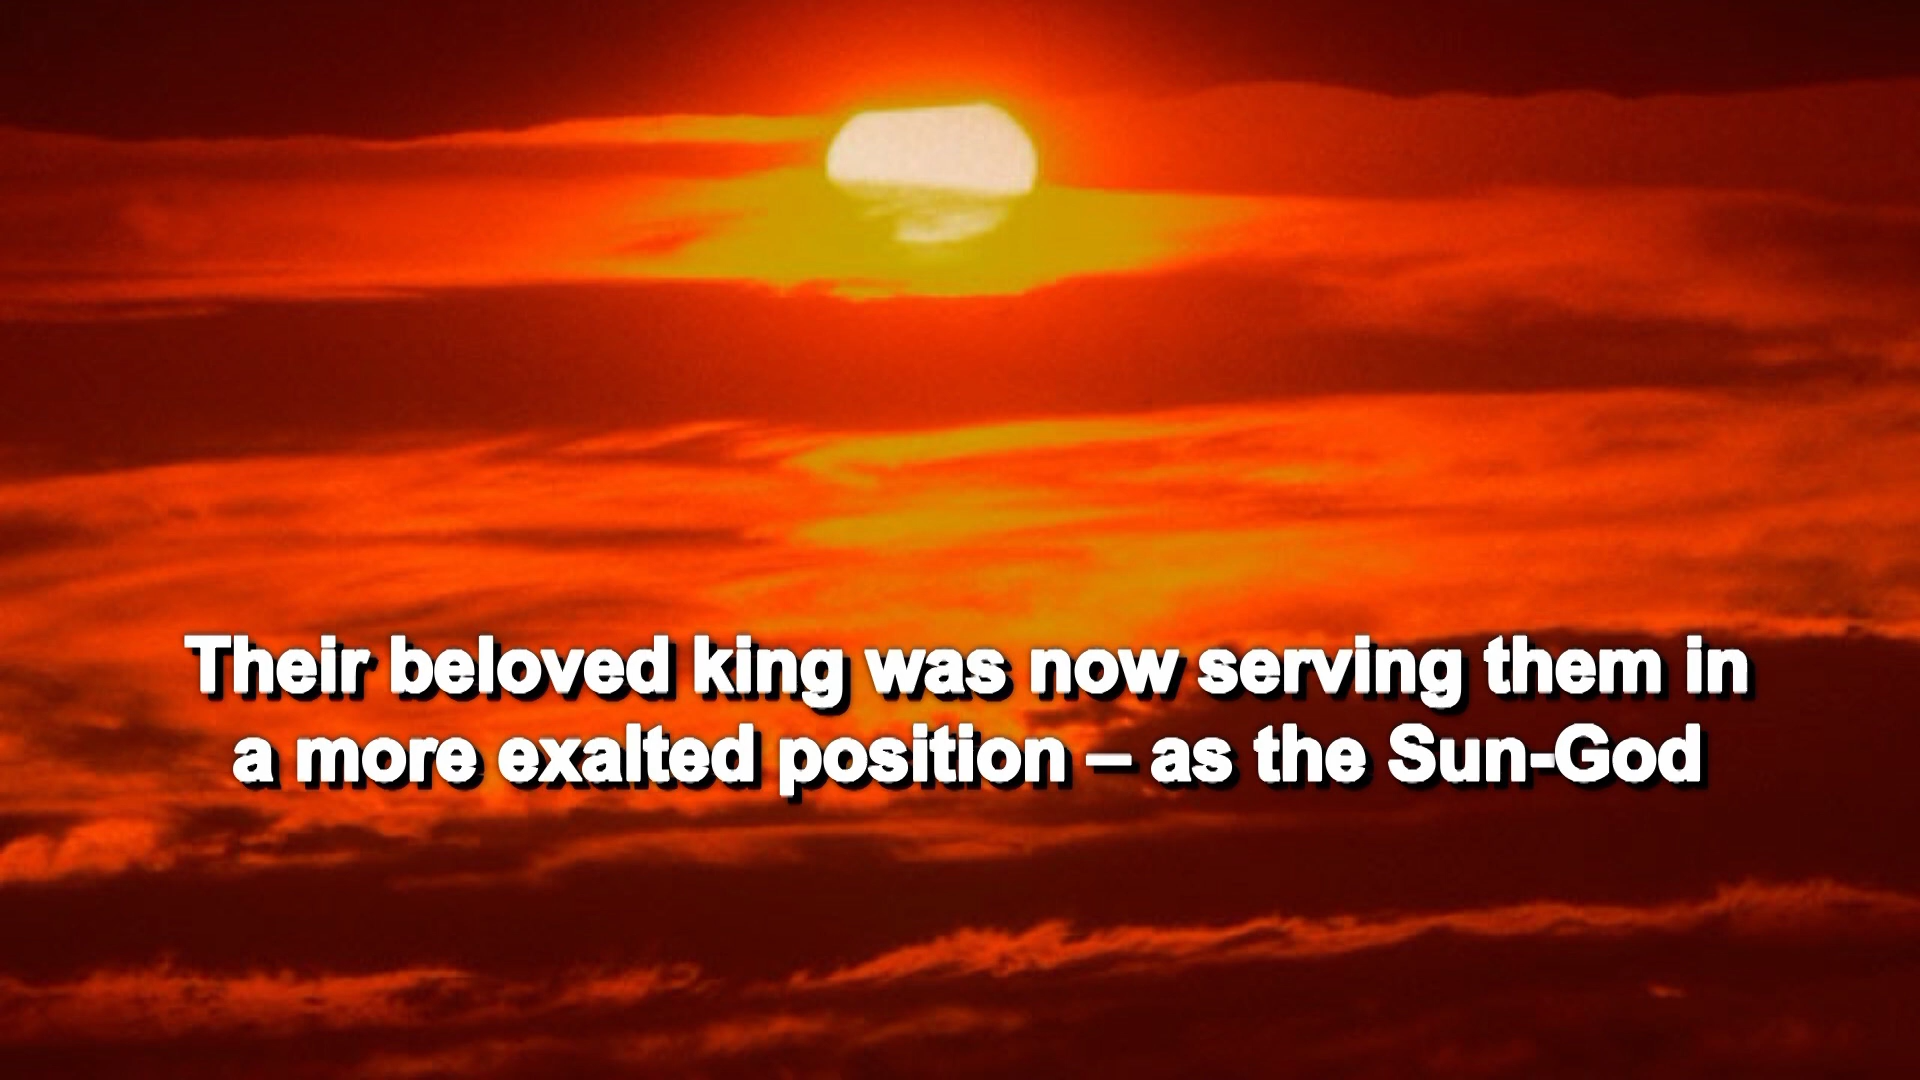 Their beloved king was now serving them in
a more exalted position – as the Sun-God